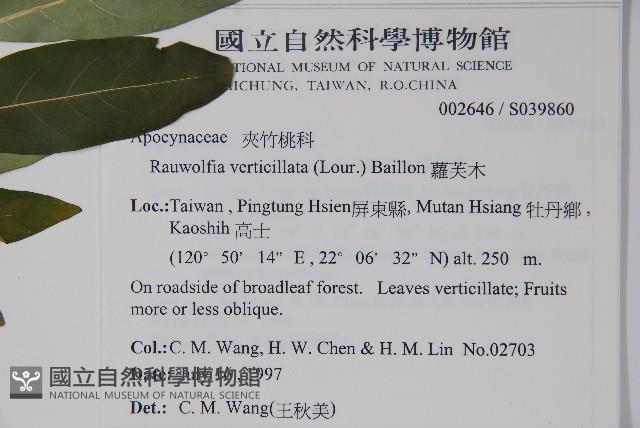 國立自然科學博物館
NATIONAL MUSEUM OF NATURAL SCIENCE
TAICHUNG, TAIWAN, R.O.CHINA
002646 / S039860
Apocynaceae 夾竹桃科
Rauwolfia verticillata (Lour.) Baillon 蘿芙木
Loc.:Taiwan , Pingtung Hsien屏東縣, Mutan Hsiang 牡丹鄉 ,
Kaoshih 高士
(120° 50' 14" E , 22° 06' 32" N) alt. 250 m.
On roadside of broadleaf forest. Leaves verticillate; Fruits
more or less oblique.
Col.: C. M. Wang, H. W. Chen & H. M. Lin No.02703
Date: 1997
國立自然科學博物館
NATIONAL MUSEUM OF NATURAL SCIENCE
Det.: C. M. Wang(王秋美)